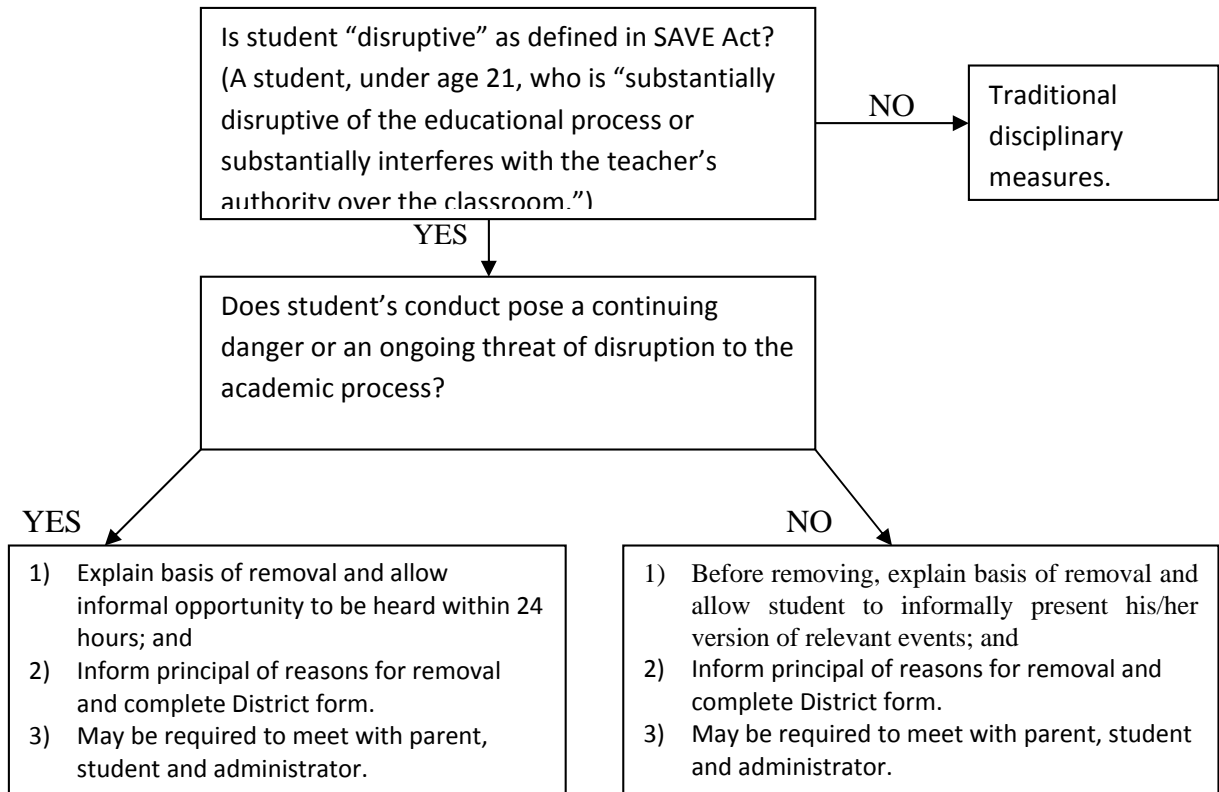 Is student “disruptive” as defined in SAVE Act?
(A student, under age 21, who is “substantially
disruptive of the educational process or
substantially interferes with the teacher’s
authority over the classroom.”)
NO
Traditional
disciplinary
measures.
YES
Does student’s conduct pose a continuing
danger or an ongoing threat of disruption to the
academic process?
YES
NO
1) Explain basis of removal and allow
informal opportunity to be heard within 24
hours; and
2) Inform principal of reasons for removal
and complete District form.
3) May be required to meet with parent,
student and administrator.
1) Before removing, explain basis of removal and
allow student to informally present his/her
version of relevant events; and
2) Inform principal of reasons for removal and
complete District form.
3) May be required to meet with parent, student
and administrator.